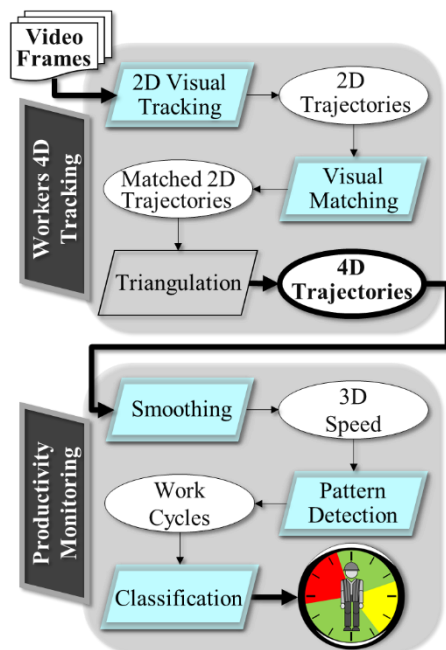 Video
Frames
2D Visual
Tracking
2D
Trajectories
Workers 4D
Tracking
Matched 2D
Trajectories
Visual
Matching
Triangulation
4D
Trajectories
Smoothing
3D
Speed
Productivity
Monitoring
Work
Cycles
Pattern
Detection
Classification